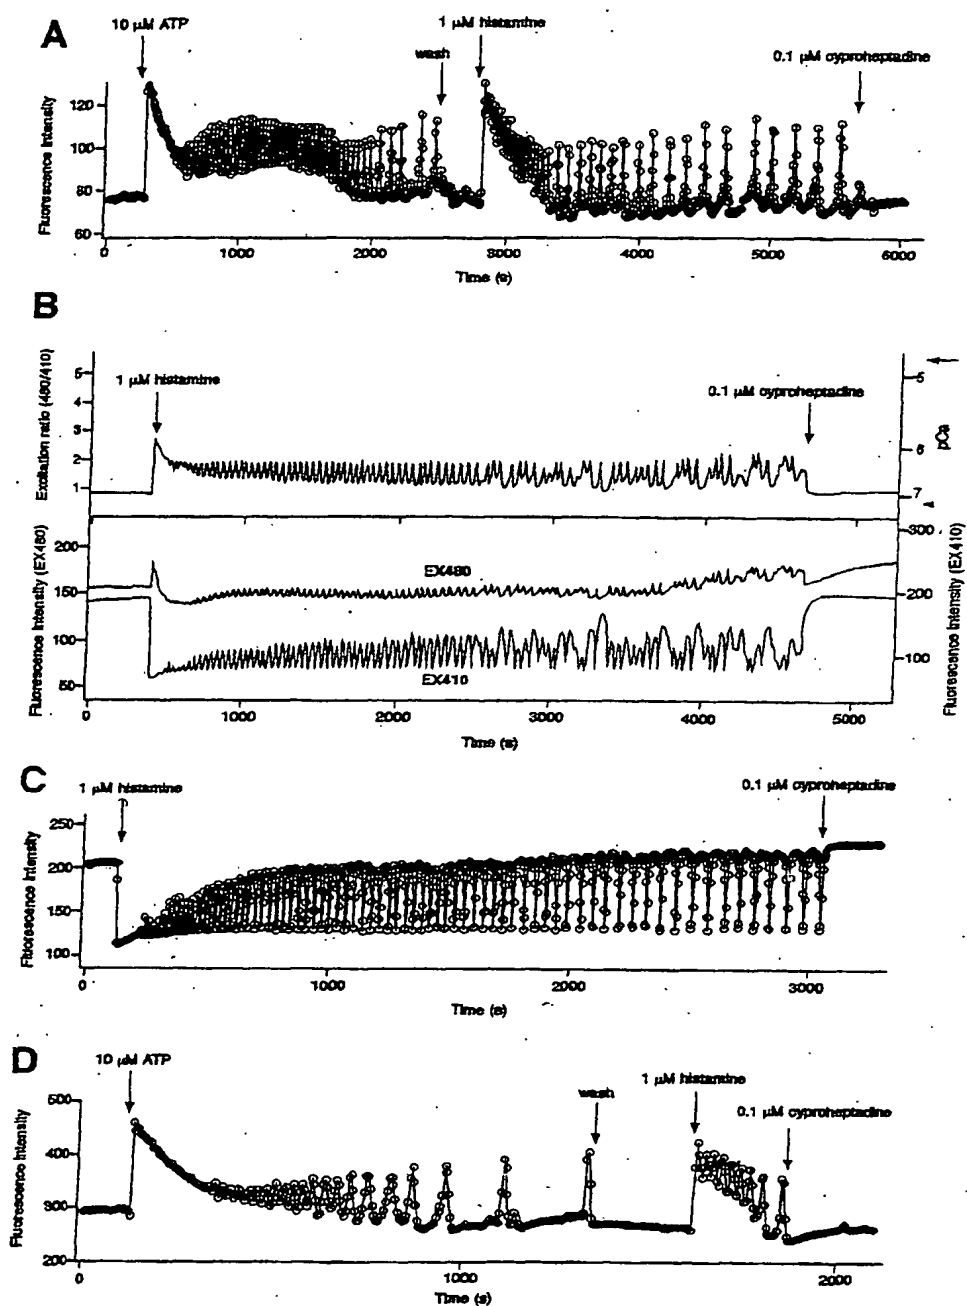 A
10 μM ATP
wash
1 μM histamine
0.1 μM cyproheptadine
Fluorescence Intensity
120
100
80
60
0 1000 2000 3000 4000 5000 6000
Time (s)
B
1 μM histamine
0.1 μM cyproheptadine
Excitation ratio (480/410)
5
4
3
2
1
5
6
7
pCa
Fluorescence Intensity (EX480)
200
150
100
50
EX480
EX410
300
200
100
Fluorescence Intensity (EX410)
0 1000 2000 3000 4000 5000
Time (s)
C
1 μM histamine
0.1 μM cyproheptadine
Fluorescence Intensity
250
200
150
100
0 1000 2000 3000
Time (s)
D
10 μM ATP
wash
1 μM histamine
0.1 μM cyproheptadine
Fluorescence Intensity
500
400
300
200
0 1000 2000
Time (s)